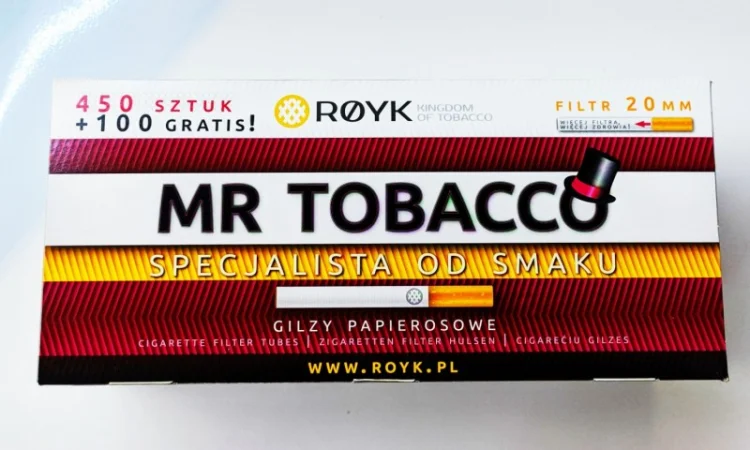 450 SZTUK
+100 GRATIS!
RØYK
KINGDOM
OF TOBACCO
FILTR 20 MM
WIĘCEJ FILTRA,
WIĘCEJ ZDROWIA!
MR TOBACCO
SPECJALISTA OD SMAKU
GILZY PAPIEROSOWE
CIGARETTE FILTER TUBES | ZIGARETTEN FILTER HULSEN | CIGAREČIU GILZES
WWW.ROYK.PL